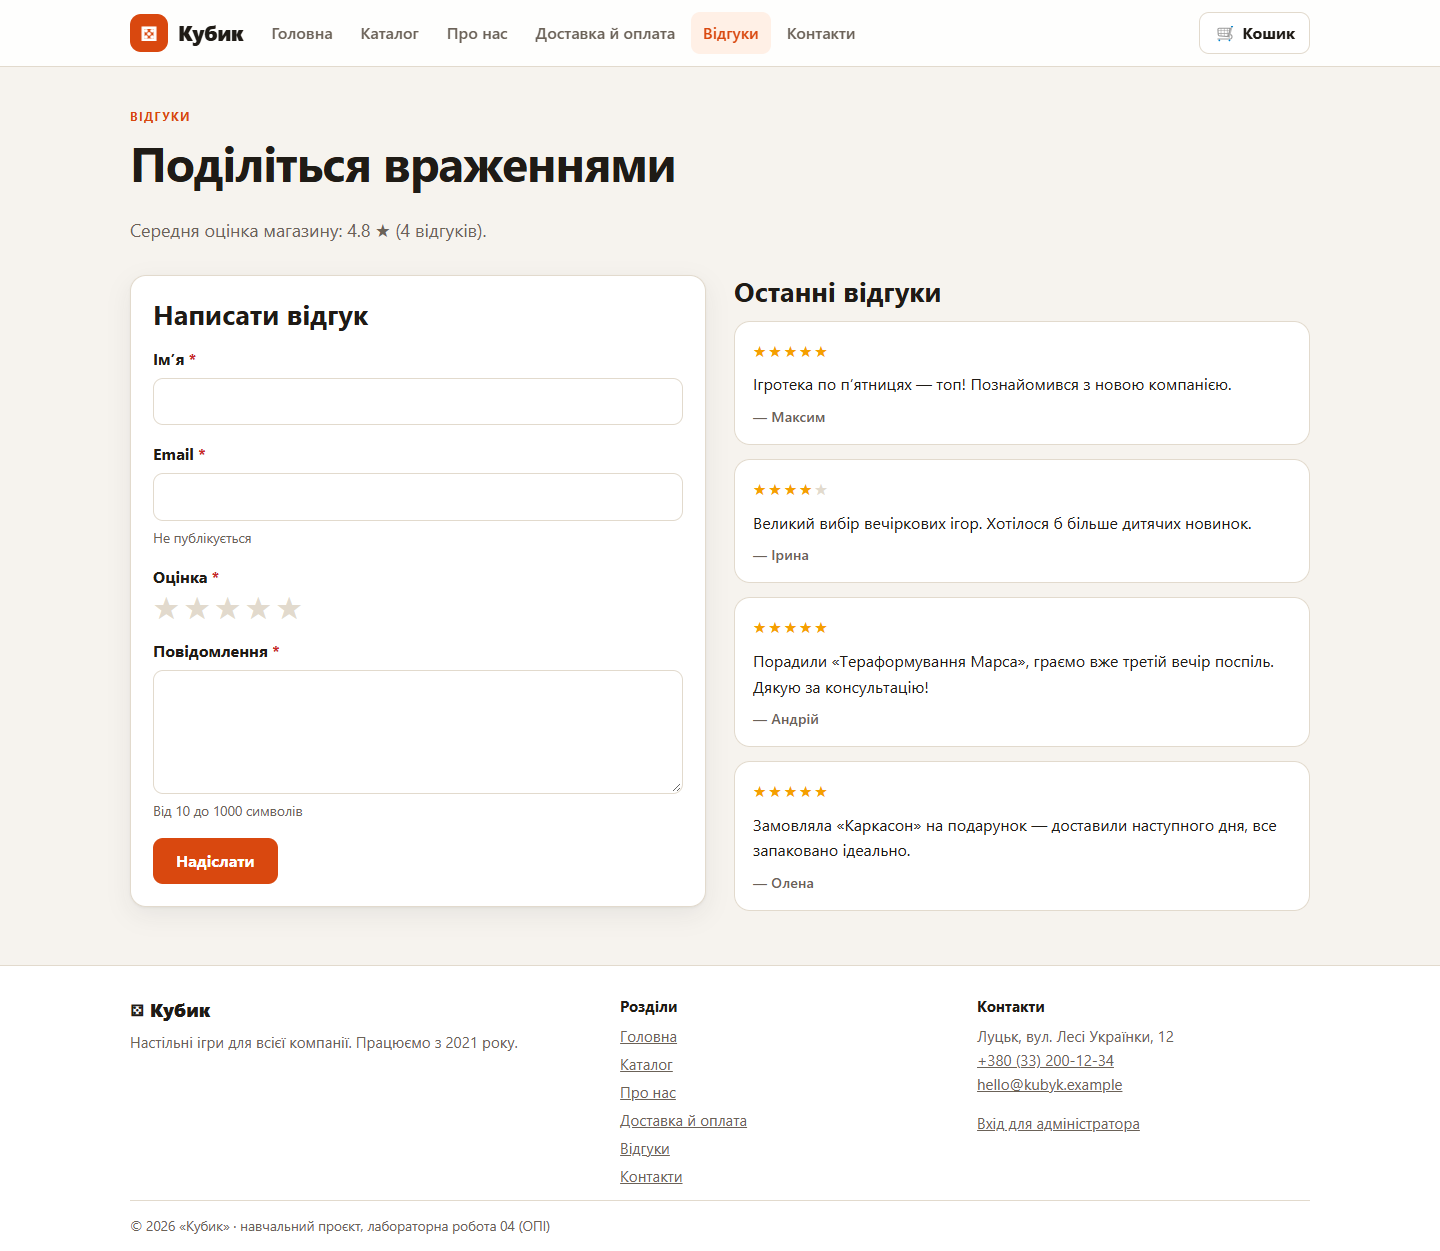 Кубик
Головна
Каталог
Про нас
Доставка й оплата
Відгуки
Контакти
Кошик
ВІДГУКИ
Поділіться враженнями
Середня оцінка магазину: 4.8 ★ (4 відгуків).
Написати відгук
Ім’я *
Email *
Не публікується
Оцінка *
★★★★★
Повідомлення *
Від 10 до 1000 символів
Надіслати
Останні відгуки
★★★★★
Ігротека по п’ятницях — топ! Познайомився з новою компанією.
— Максим
★★★★★
Великий вибір вечіркових ігор. Хотілося б більше дитячих новинок.
— Ірина
★★★★★
Порадили «Тераформування Марса», граємо вже третій вечір поспіль.
Дякую за консультацію!
— Андрій
★★★★★
Замовляла «Каркасон» на подарунок — доставили наступного дня, все
запаковано ідеально.
— Олена
Кубик
Настільні ігри для всієї компанії. Працюємо з 2021 року.
Розділи
Головна
Каталог
Про нас
Доставка й оплата
Відгуки
Контакти
Контакти
Луцьк, вул. Лесі Українки, 12
+380 (33) 200-12-34
hello@kubyk.example
Вхід для адміністратора
© 2026 «Кубик» · навчальний проєкт, лабораторна робота 04 (ОПІ)